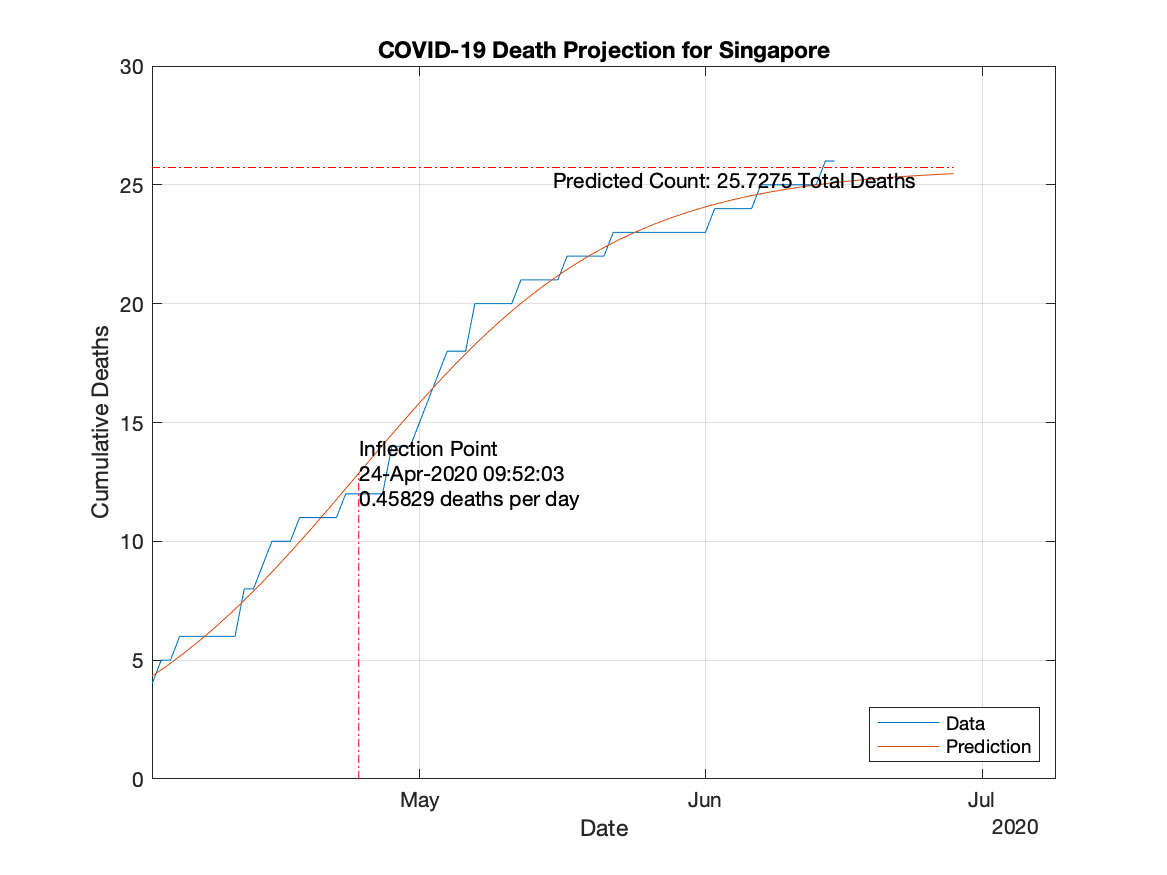 COVID-19 Death Projection for Singapore
30
25
20
15
10
5
0
Cumulative Deaths
Predicted Count: 25.7275 Total Deaths
Inflection Point
24-Apr-2020 09:52:03
0.45829 deaths per day
Data
Prediction
May Jun Jul
Date
2020